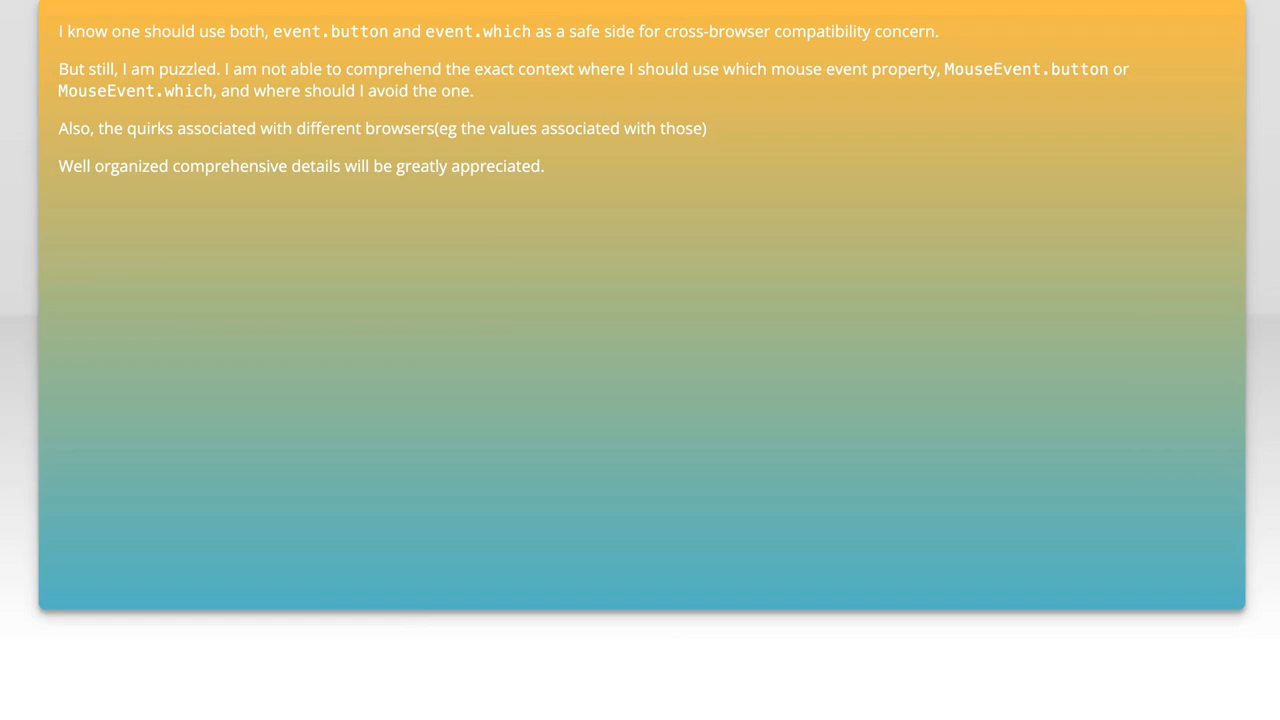 I know one should use both, event.button and event.which as a safe side for cross-browser compatibility concern.
But still, I am puzzled. I am not able to comprehend the exact context where I should use which mouse event property, MouseEvent.button or
MouseEvent.which, and where should I avoid the one.
Also, the quirks associated with different browsers(eg the values associated with those)
Well organized comprehensive details will be greatly appreciated.